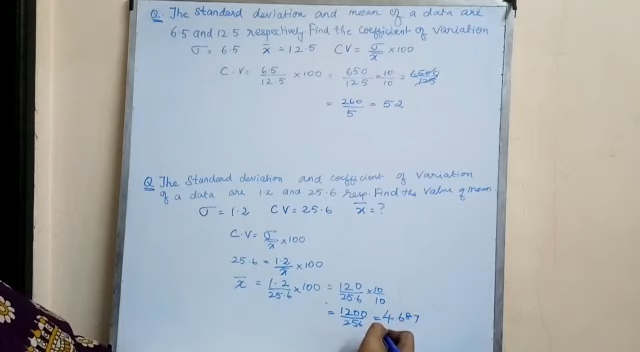 Q. The Standard deviation and mean of a data are
6.5 and 12.5 respectively. Find the Coefficient of variation
σ = 6.5 x̄ = 12.5 CV = σ/x̄ × 100
C.V = 6.5/12.5 × 100 = 650/12.5 × 10/10 = 6500/125
= 260/5 = 52
Q The Standard deviation and coefficient of variation
of a data are 1.2 and 25.6 resp. Find the value of mean
σ = 1.2 CV = 25.6 x̄ = ?
C.V = σ/x̄ × 100
25.6 = 1.2/x̄ × 100
x̄ = 1.2/25.6 × 100 = 120/25.6 × 10/10
= 1200/256 = 4.687